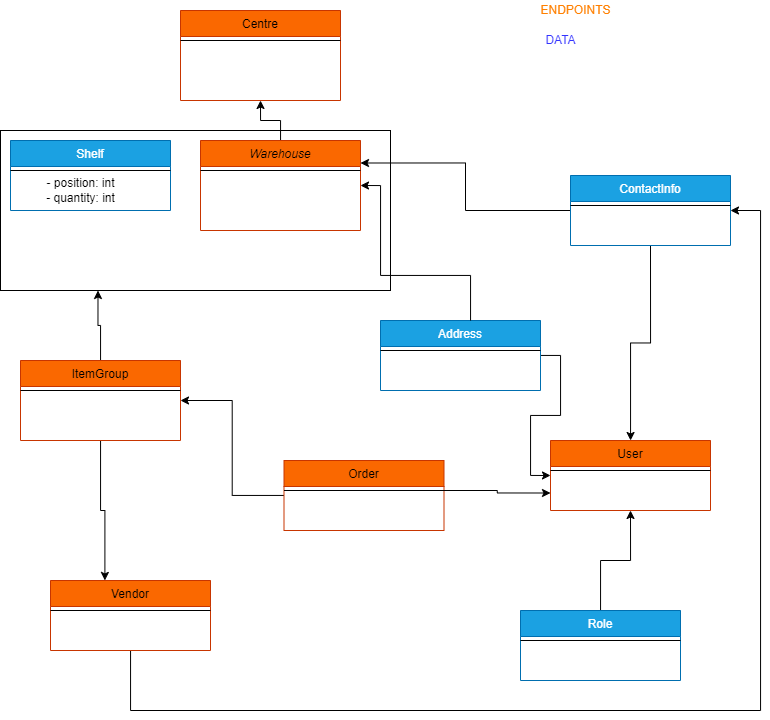 ENDPOINTS
DATA
Centre
Shelf
- position: int
- quantity: int
Warehouse
ContactInfo
Address
ItemGroup
Order
User
Vendor
Role